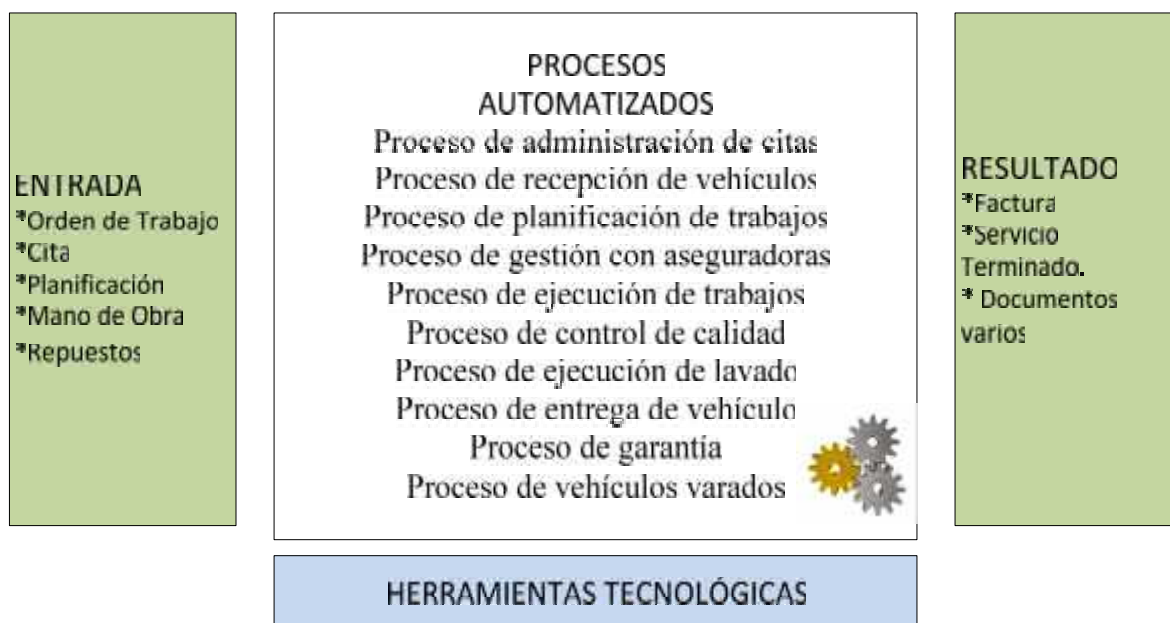 ENTRADA
*Orden de Trabajo
*Cita
*Planificación
*Mano de Obra
*Repuestos
PROCESOS
AUTOMATIZADOS
Proceso de administración de citas
Proceso de recepción de vehículos
Proceso de planificación de trabajos
Proceso de gestión con aseguradoras
Proceso de ejecución de trabajos
Proceso de control de calidad
Proceso de ejecución de lavado
Proceso de entrega de vehículo
Proceso de garantía
Proceso de vehículos varados
RESULTADO
*Factura
*Servicio
Terminado.
* Documentos
varios
HERRAMIENTAS TECNOLÓGICAS